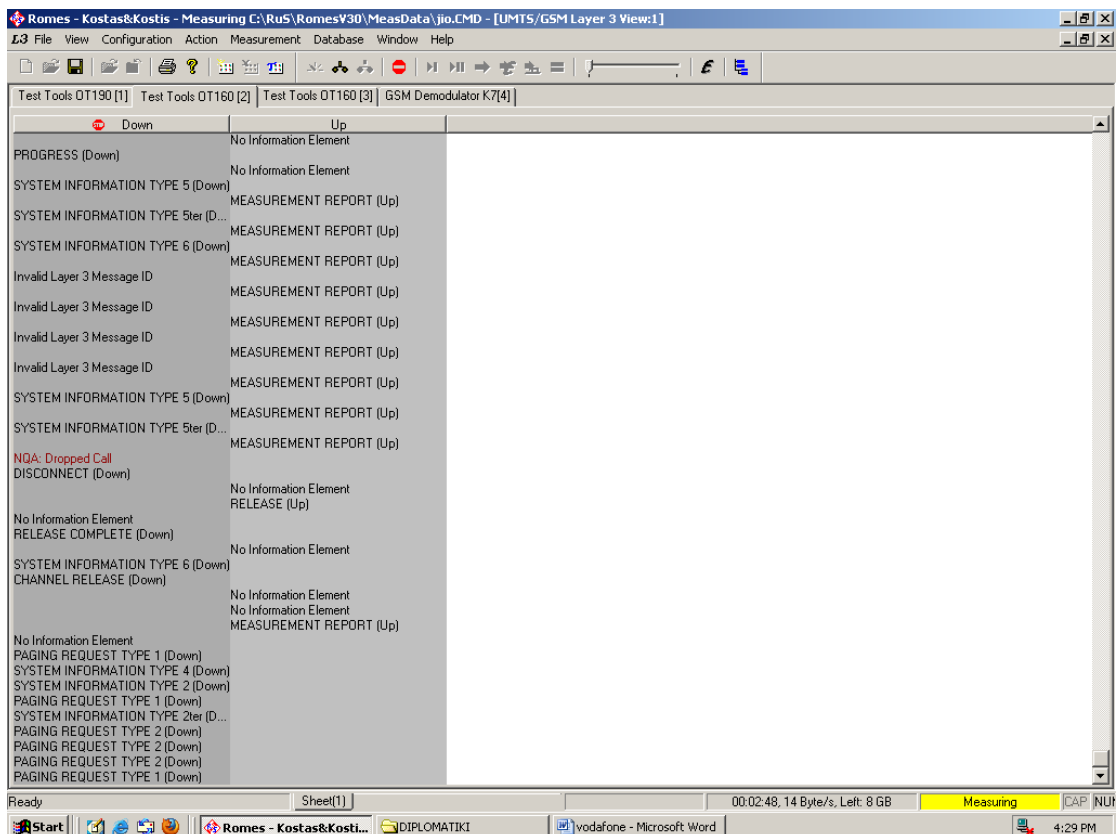 Romes - Kostas&Kostis - Measuring C:\RuS\RomesV30\MeasData\jio.CMD - [UMTS/GSM Layer 3 View:1]
L3 File View Configuration Action Measurement Database Window Help
Test Tools OT190 [1] Test Tools OT160 [2] Test Tools OT160 [3] GSM Demodulator K7[4]
Down Up
No Information Element
PROGRESS (Down)
No Information Element
SYSTEM INFORMATION TYPE 5 (Down)
MEASUREMENT REPORT (Up)
SYSTEM INFORMATION TYPE 5ter (D...
MEASUREMENT REPORT (Up)
SYSTEM INFORMATION TYPE 6 (Down)
MEASUREMENT REPORT (Up)
Invalid Layer 3 Message ID
MEASUREMENT REPORT (Up)
Invalid Layer 3 Message ID
MEASUREMENT REPORT (Up)
Invalid Layer 3 Message ID
MEASUREMENT REPORT (Up)
Invalid Layer 3 Message ID
MEASUREMENT REPORT (Up)
SYSTEM INFORMATION TYPE 5 (Down)
MEASUREMENT REPORT (Up)
SYSTEM INFORMATION TYPE 5ter (D...
MEASUREMENT REPORT (Up)
NQA: Dropped Call
DISCONNECT (Down)
No Information Element
RELEASE (Up)
No Information Element
RELEASE COMPLETE (Down)
No Information Element
SYSTEM INFORMATION TYPE 6 (Down)
CHANNEL RELEASE (Down)
No Information Element
No Information Element
MEASUREMENT REPORT (Up)
No Information Element
PAGING REQUEST TYPE 1 (Down)
SYSTEM INFORMATION TYPE 4 (Down)
SYSTEM INFORMATION TYPE 2 (Down)
PAGING REQUEST TYPE 1 (Down)
SYSTEM INFORMATION TYPE 2ter (D...
PAGING REQUEST TYPE 2 (Down)
PAGING REQUEST TYPE 2 (Down)
PAGING REQUEST TYPE 2 (Down)
PAGING REQUEST TYPE 1 (Down)
Ready Sheet(1) 00:02:48, 14 Byte/s, Left: 8 GB Measuring CAP NUM
Start Romes - Kostas&Kosti... DIPLOMATIKI vodafone - Microsoft Word 4:29 PM